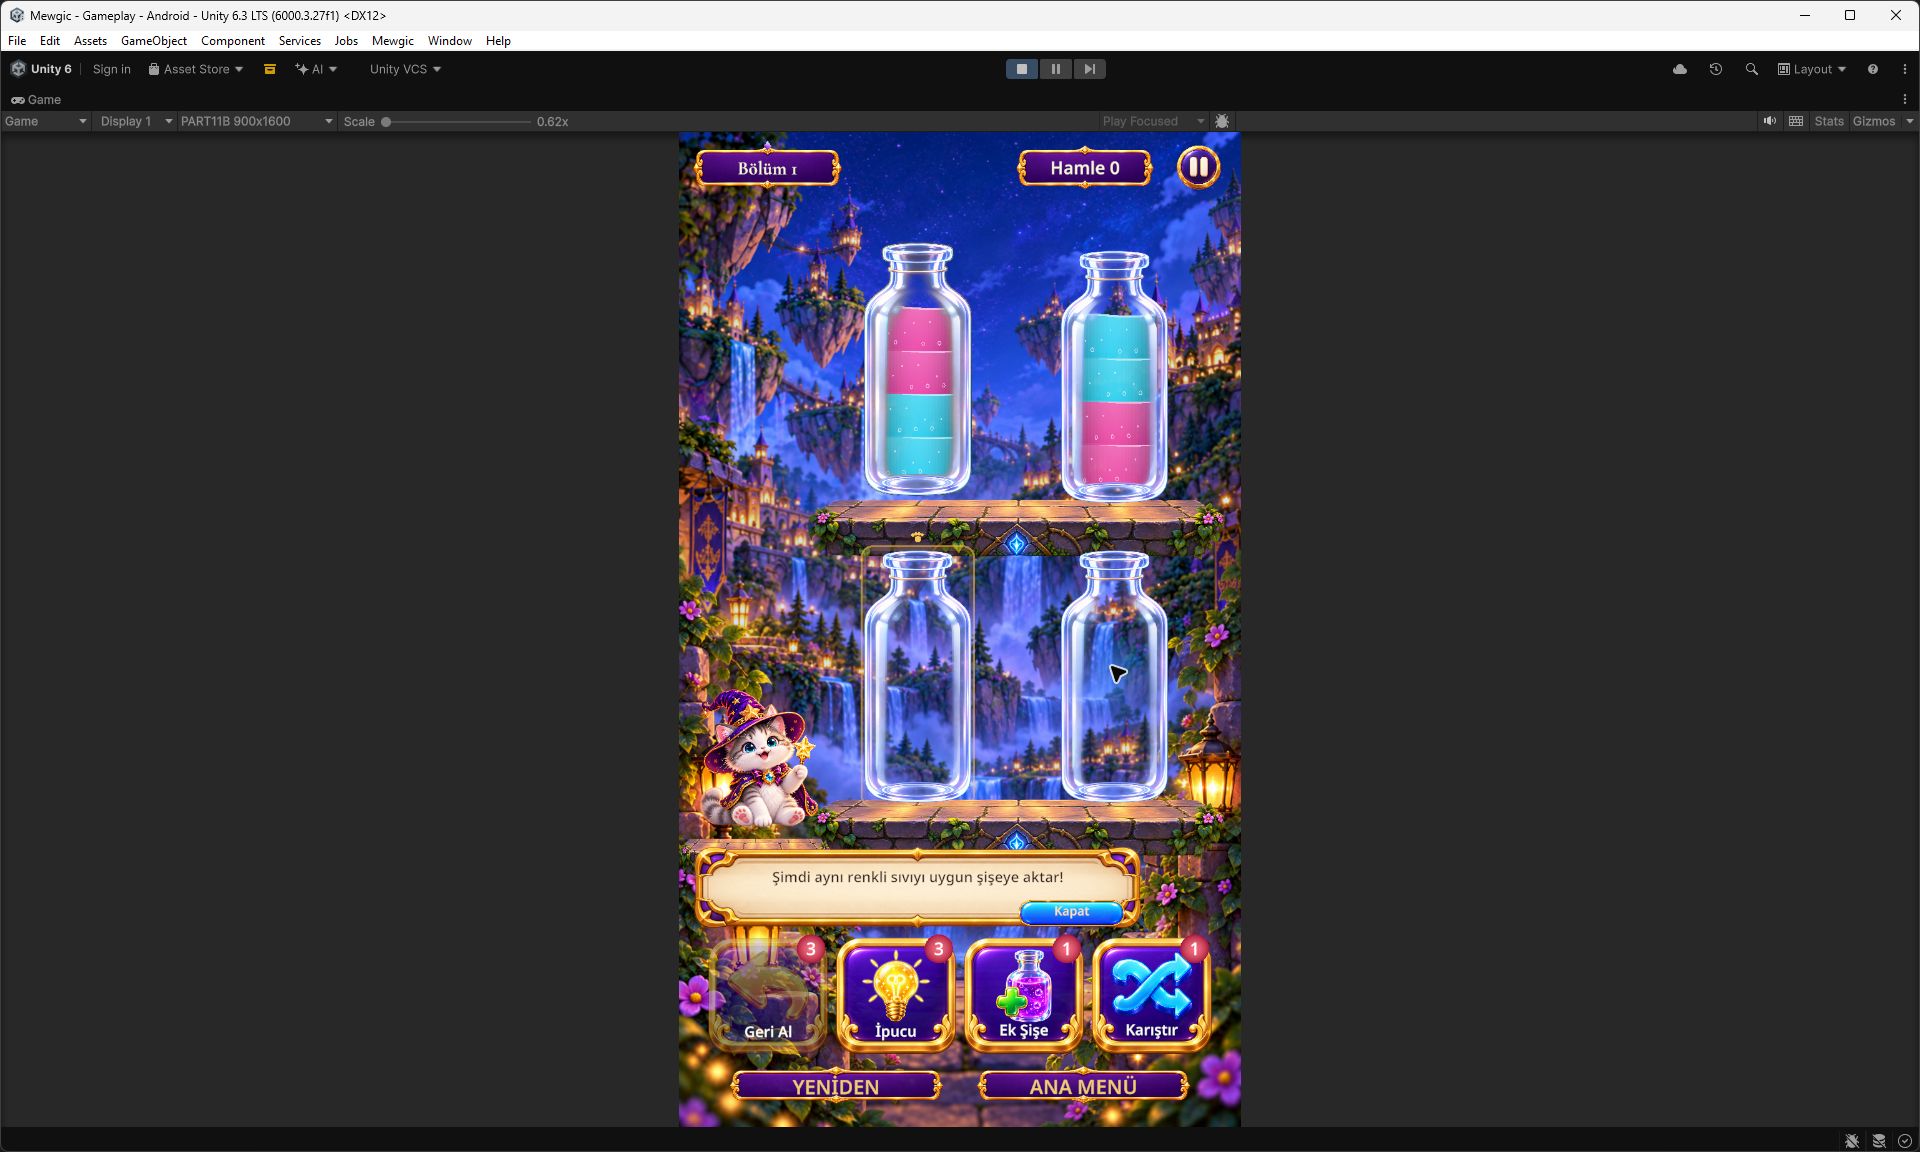 Mewgic - Gameplay - Android - Unity 6.3 LTS (6000.3.27f1) <DX12>
File Edit Assets GameObject Component Services Jobs Mewgic Window Help
Unity 6 Sign in Asset Store AI Unity VCS Layout
Game
Game Display 1 PART11B 900x1600 Scale 0.62x Play Focused Stats Gizmos
Bölüm 1 Hamle 0
Şimdi aynı renkli sıvıyı uygun şişeye aktar!
Kapat
3 3 1 1
Geri Al İpucu Ek Şişe Karıştır
YENİDEN ANA MENÜ